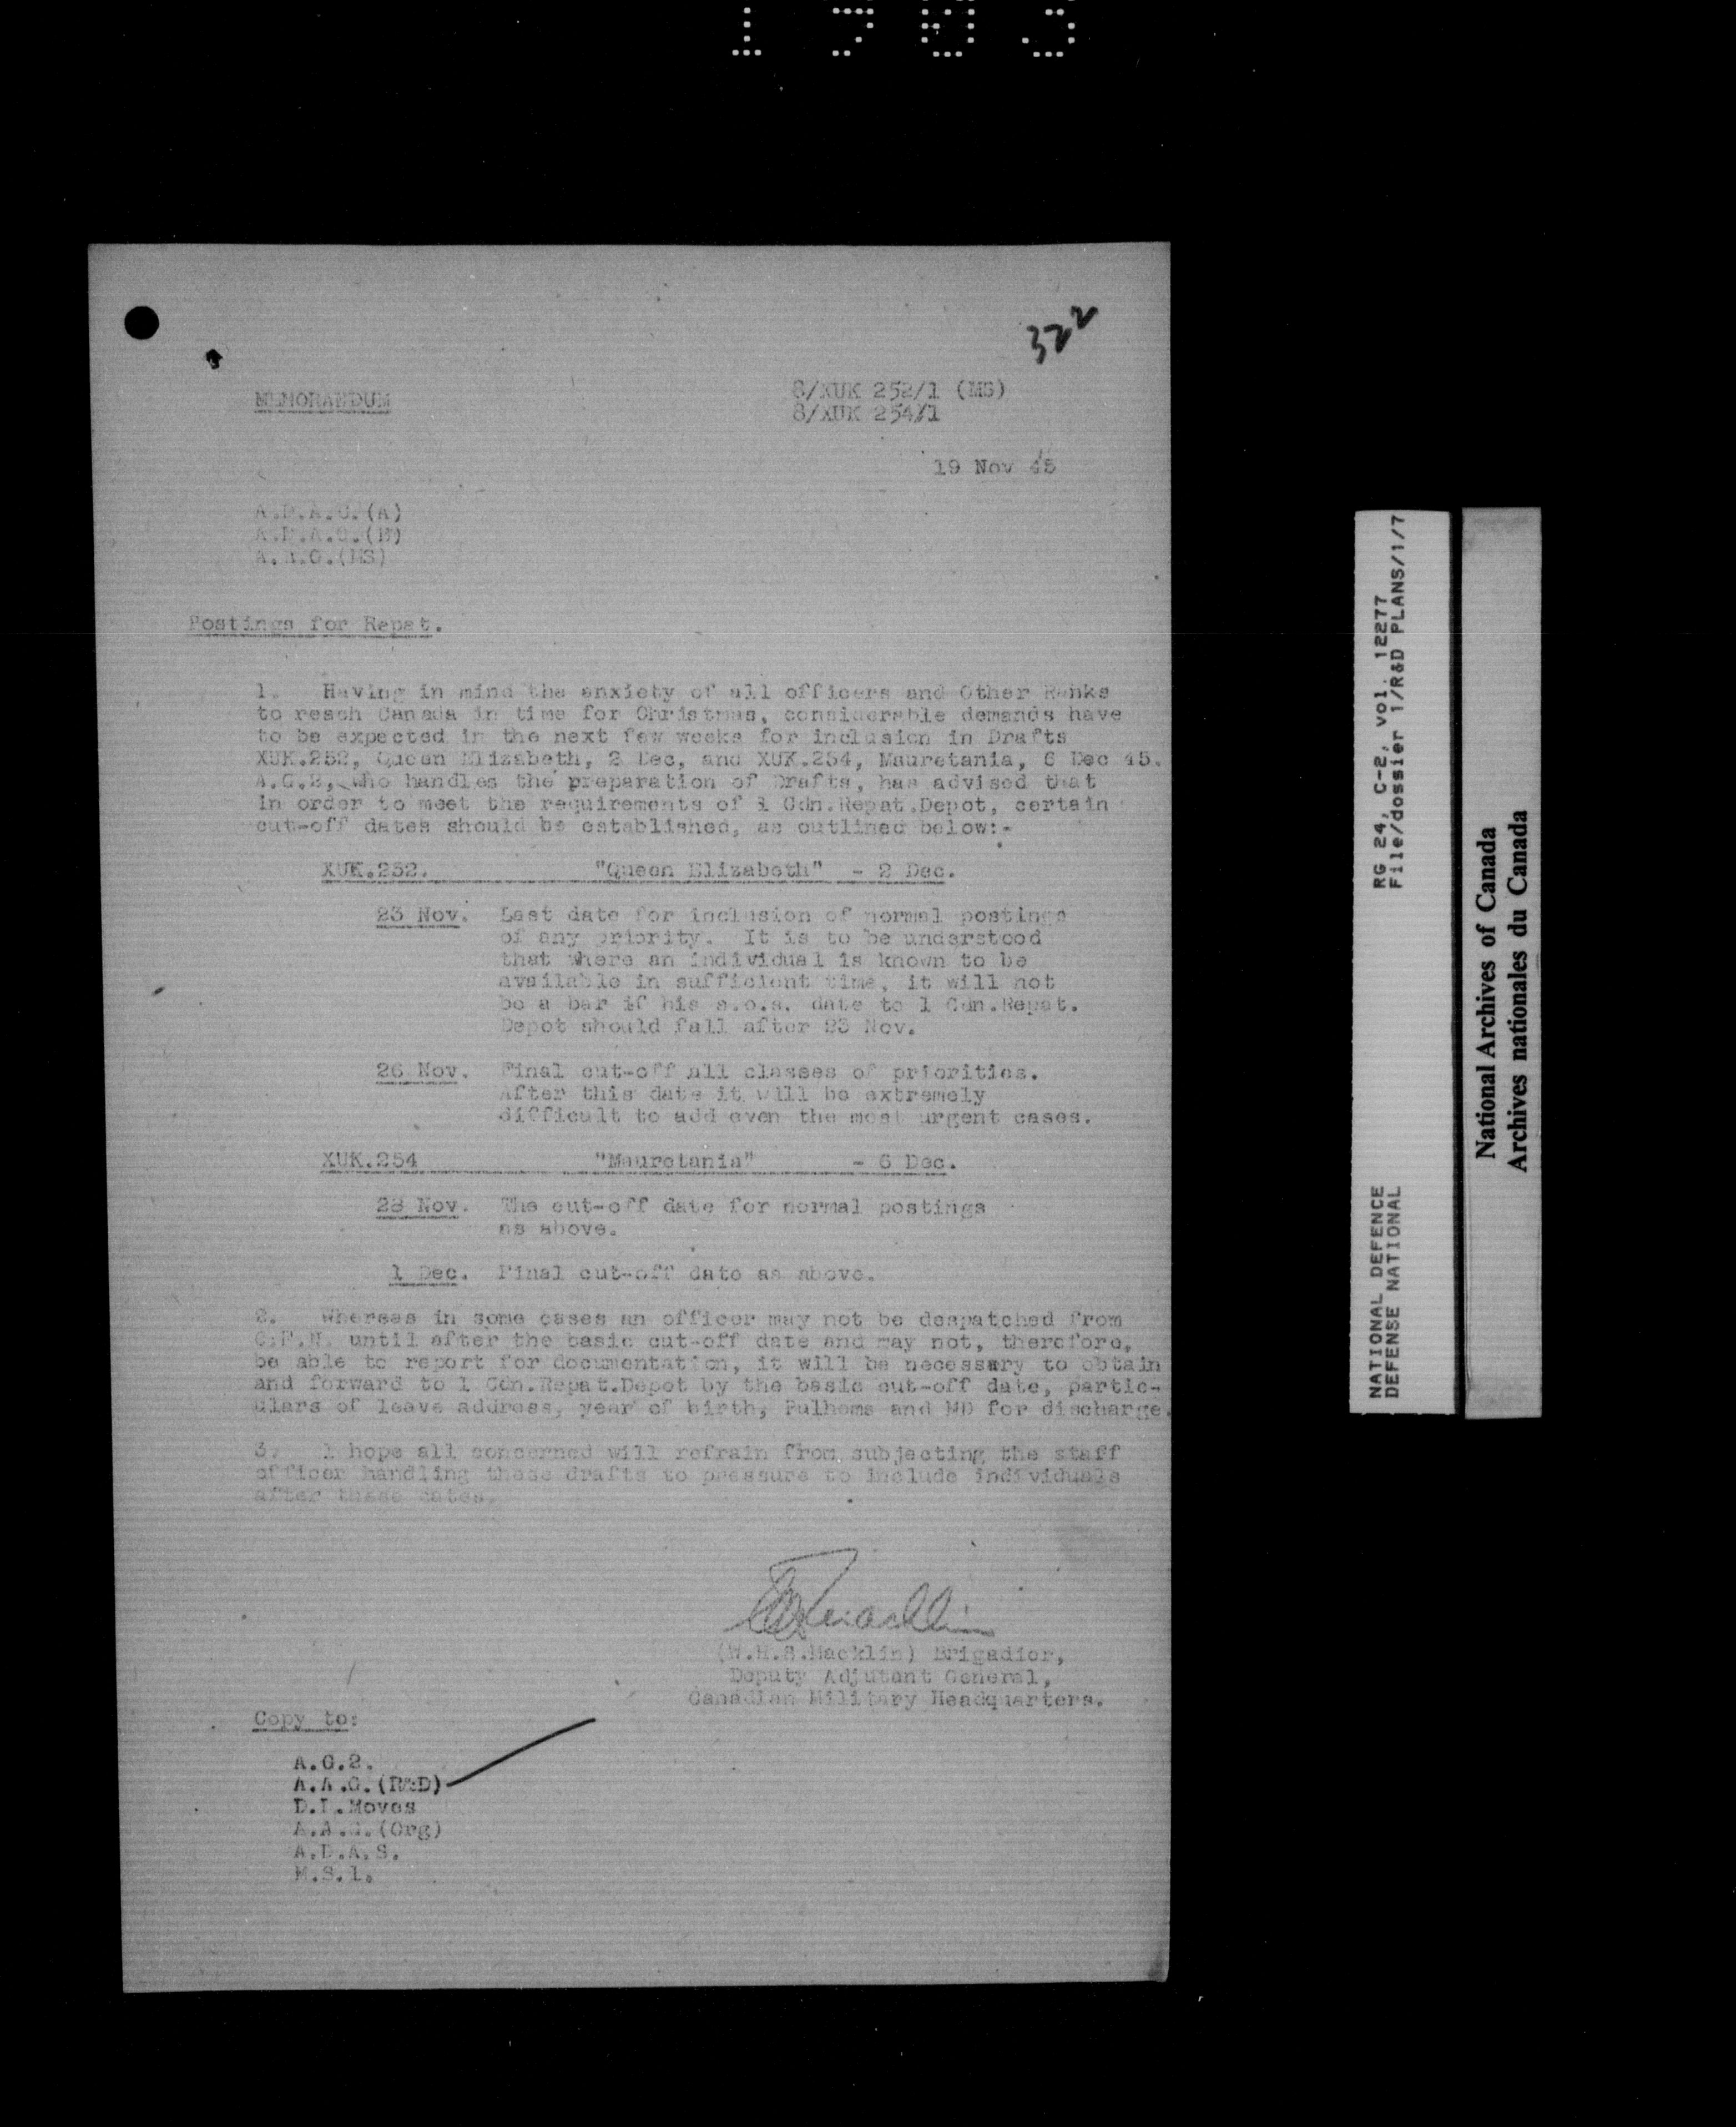 322
MEMORANDUM
8/XUK 252/1 (MS)
8/XUK 254/1
19 Nov 45
A.D.A.G.(A)
A.D.A.G.(B)
A.A.G.(MS)
Postings for Repat.
1. Having in mind the anxiety of all officers and Other Ranks
to reach Canada in time for Christmas, considerable demands have
to be expected in the next few weeks for inclusion in Drafts
XUK.252, Queen Elizabeth, 2 Dec, and XUK.254, Mauretania, 6 Dec 45.
A.G.2, who handles the preparation of Drafts, has advised that
in order to meet the requirements of 1 Cdn.Repat.Depot, certain
cut-off dates should be established, as outlined below:-
XUK.252. "Queen Elizabeth" - 2 Dec.
23 Nov. Last date for inclusion of normal postings
of any priority. It is to be understood
that where an individual is known to be
available in sufficient time, it will not
be a bar if his s.o.s. date to 1 Cdn.Repat.
Depot should fall after 23 Nov.
26 Nov. Final cut-off all classes of priorities.
After this date it will be extremely
difficult to add even the most urgent cases.
XUK.254 "Mauretania" - 6 Dec.
28 Nov. The cut-off date for normal postings
as above.
1 Dec. Final cut-off date as above.
2. Whereas in some cases an officer may not be despatched from
until after the basic cut-off date and may not, therefore,
be able to report for documentation, it will be necessary to obtain
and forward to 1 Cdn.Repat.Depot by the basic cut-off date, partic-
ulars of leave address, year of birth, Pulhems and MD for discharge.
3. I hope all concerned will refrain from subjecting the staff
officer handling these drafts to pressure to include individuals
after these dates.
(W.H.S.Macklin) Brigadier,
Deputy Adjutant General,
Canadian Military Headquarters.
Copy to:
A.G.2.
A.A.G.(R&D)
D.D.Moves
A.A.G.(Org)
A.D.A.S.
M.S.1.
RG 24, C-2, vol. 12277
File/dossier 1/R&D PLANS/1/7
NATIONAL DEFENCE
DEFENSE NATIONAL
National Archives of Canada
Archives nationales du Canada